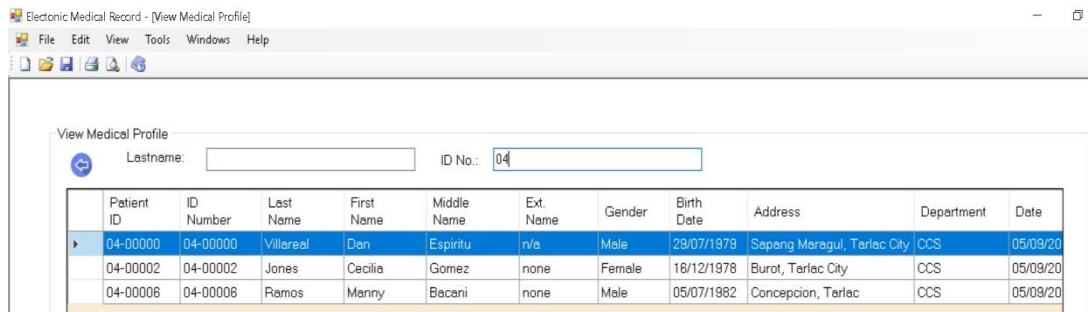 Electonic Medical Record - [View Medical Profile]
File Edit View Tools Windows Help
View Medical Profile
Lastname: ID No.: 04
Patient ID ID Number Last Name First Name Middle Name Ext. Name Gender Birth Date Address Department Date
04-00000 04-00000 Villareal Dan Espiritu n/a Male 29/07/1979 Sapang Maragul, Tarlac City CCS 05/09/20
04-00002 04-00002 Jones Cecilia Gomez none Female 16/12/1978 Burot, Tarlac City CCS 05/09/20
04-00006 04-00006 Ramos Manny Bacani none Male 05/07/1982 Concepcion, Tarlac CCS 05/09/20